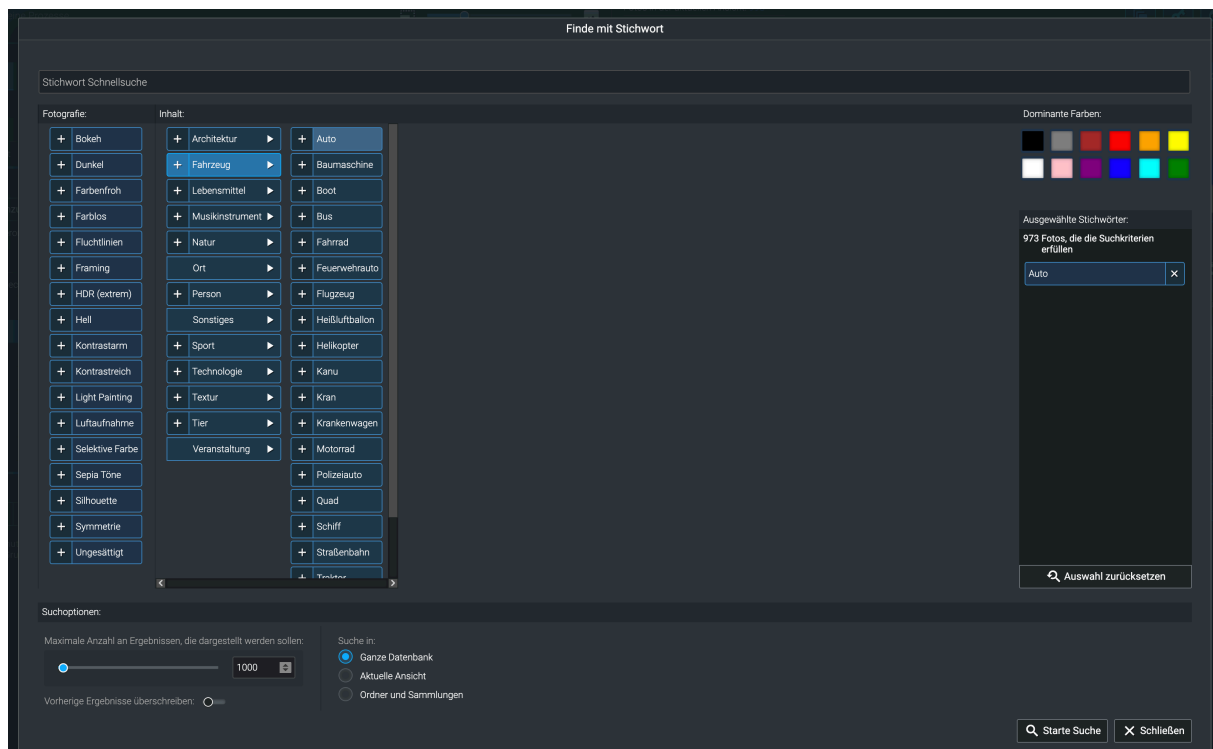 Finde mit Stichwort
Stichwort Schnellsuche
Fotografie:
+ Bokeh
+ Dunkel
+ Farbenfroh
+ Farblos
+ Fluchtlinien
+ Framing
+ HDR (extrem)
+ Hell
+ Kontrastarm
+ Kontrastreich
+ Light Painting
+ Luftaufnahme
+ Selektive Farbe
+ Sepia Töne
+ Silhouette
+ Symmetrie
+ Ungesättigt
Inhalt:
+ Architektur
+ Fahrzeug
+ Lebensmittel
+ Musikinstrument
+ Natur
Ort
+ Person
Sonstiges
+ Sport
+ Technologie
+ Textur
+ Tier
Veranstaltung
+ Auto
+ Baumaschine
+ Boot
+ Bus
+ Fahrrad
+ Feuerwehrauto
+ Flugzeug
+ Heißluftballon
+ Helikopter
+ Kanu
+ Kran
+ Krankenwagen
+ Motorrad
+ Polizeiauto
+ Quad
+ Schiff
+ Straßenbahn
+ Traktor
Dominante Farben:
Ausgewählte Stichwörter:
973 Fotos, die die Suchkriterien
erfüllen
Auto
Auswahl zurücksetzen
Suchoptionen:
Maximale Anzahl an Ergebnissen, die dargestellt werden sollen:
1000
Vorherige Ergebnisse überschreiben:
Suche in:
Ganze Datenbank
Aktuelle Ansicht
Ordner und Sammlungen
Starte Suche
Schließen